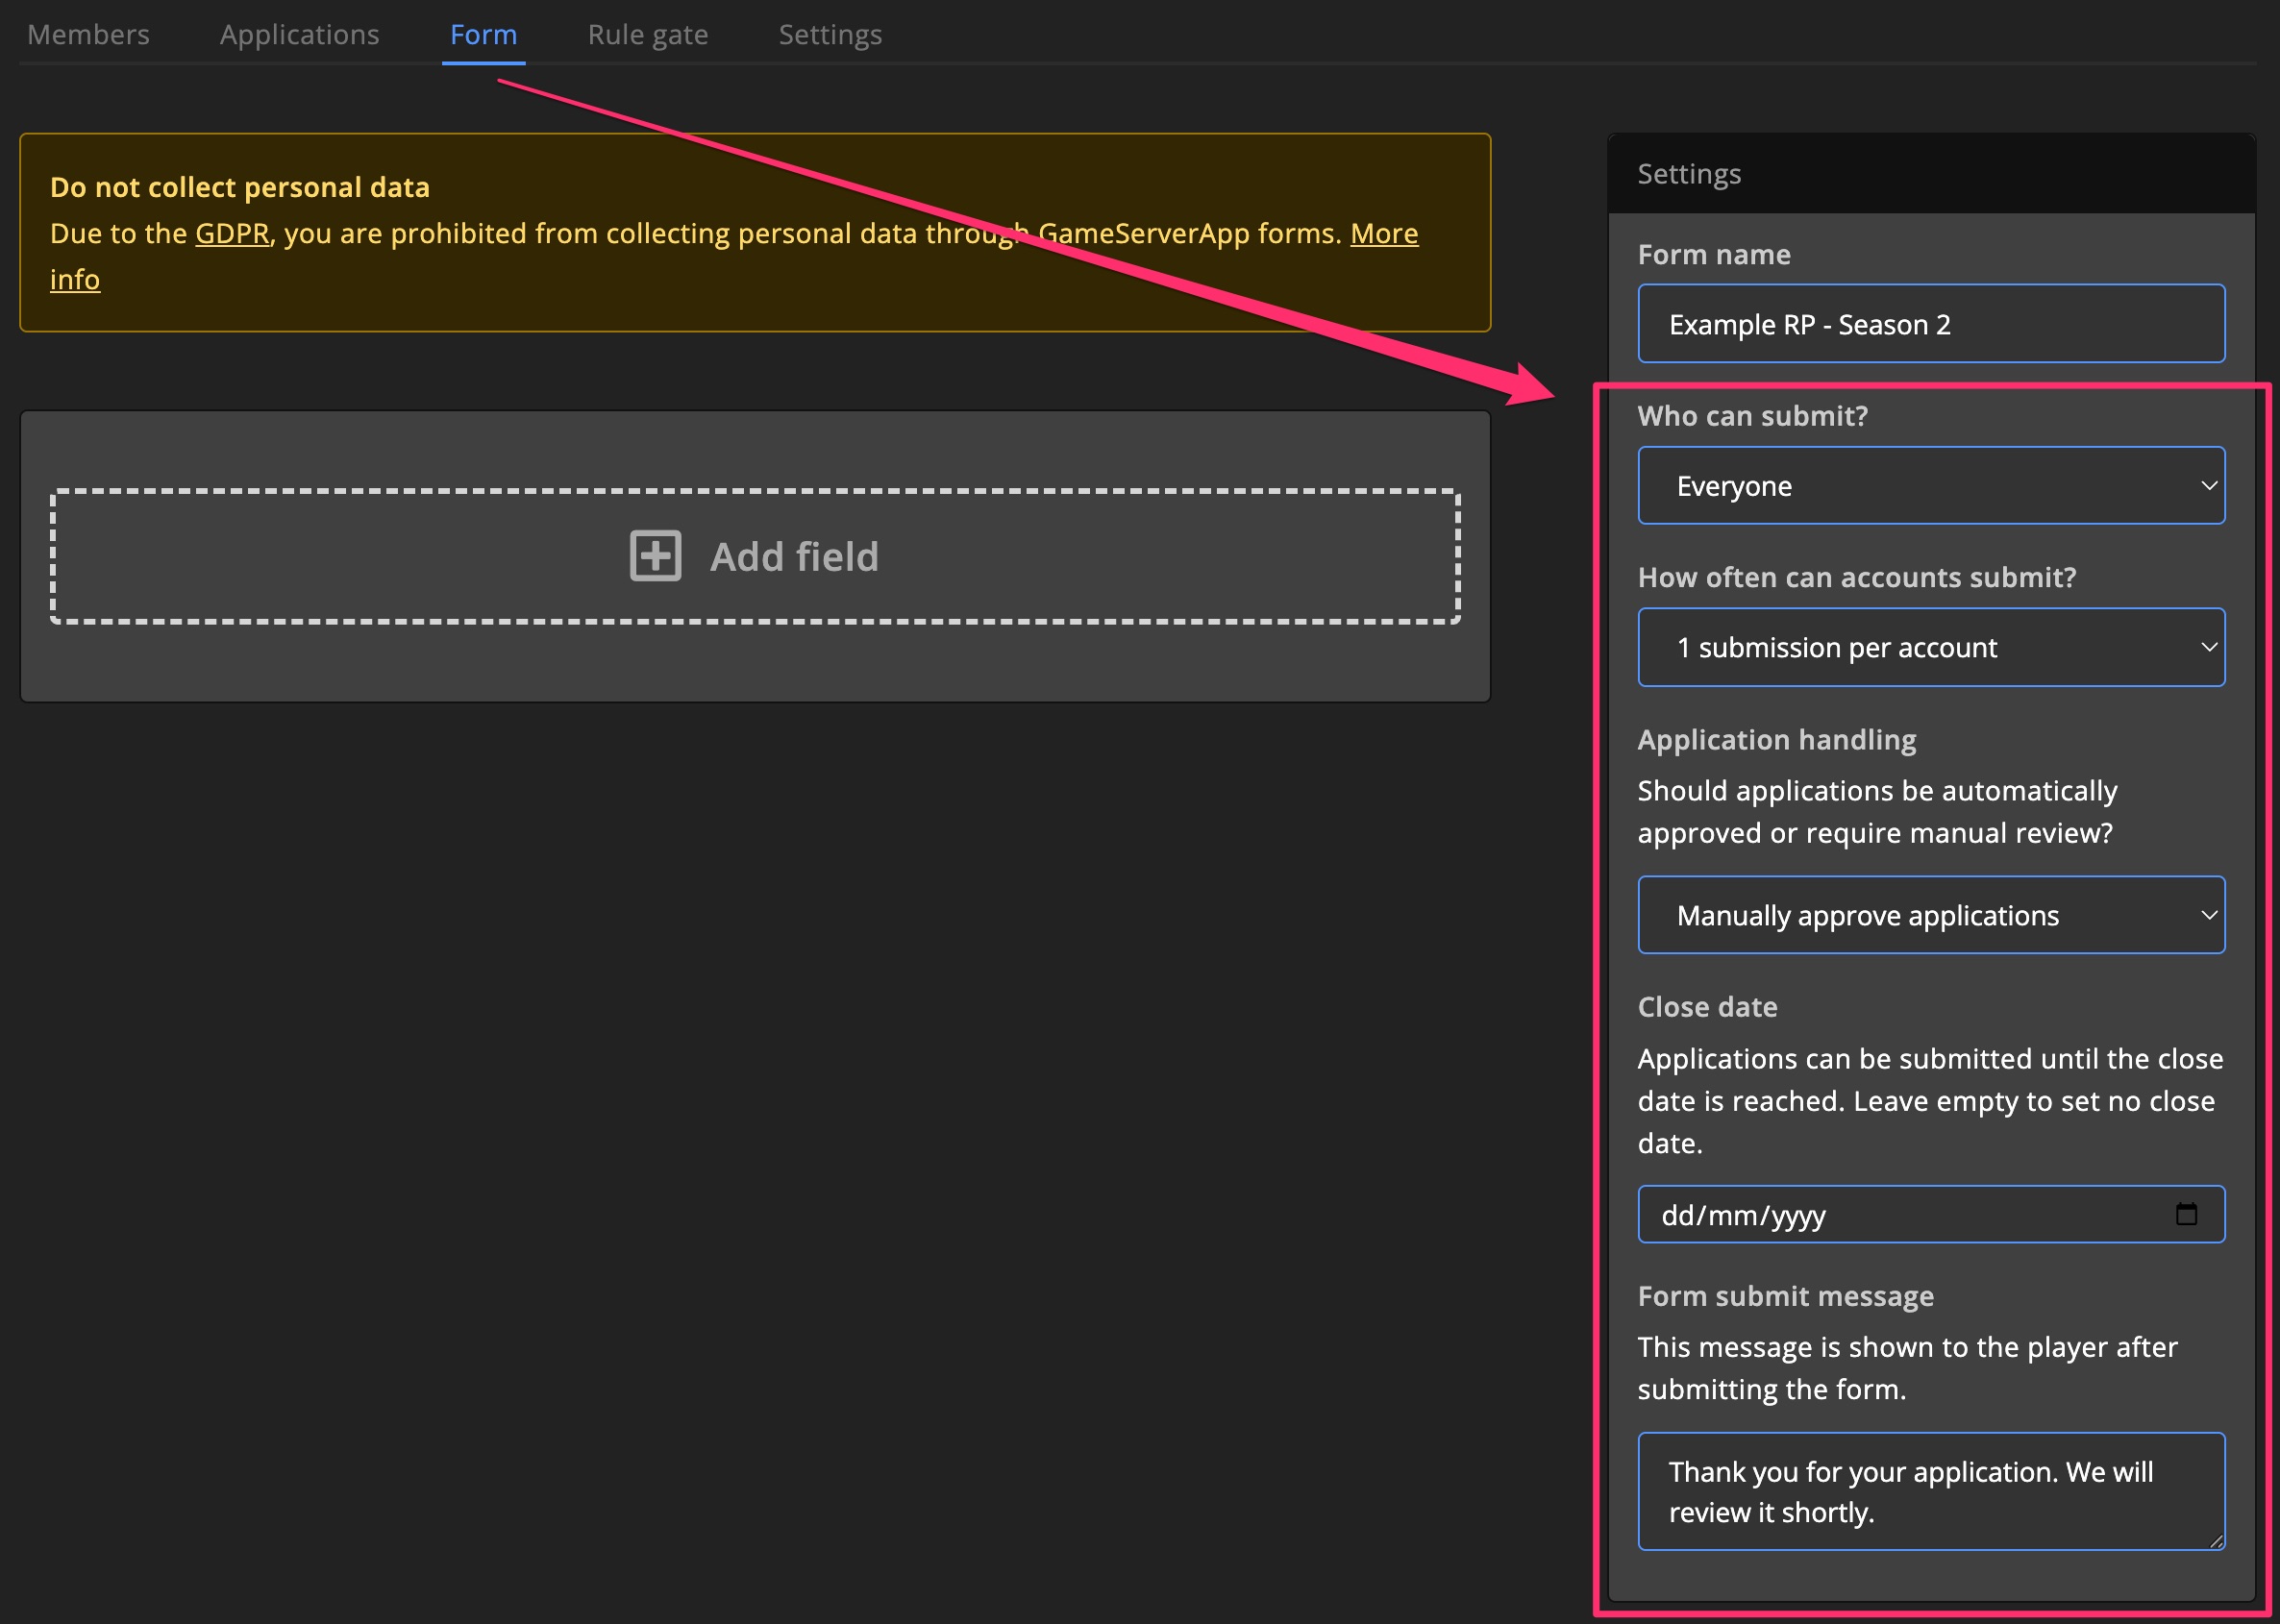 Members Applications Form Rule gate Settings
Do not collect personal data
Due to the GDPR, you are prohibited from collecting personal data through GameServerApp forms. More
info
Add field
Settings
Form name
Example RP - Season 2
Who can submit?
Everyone
How often can accounts submit?
1 submission per account
Application handling
Should applications be automatically
approved or require manual review?
Manually approve applications
Close date
Applications can be submitted until the close
date is reached. Leave empty to set no close
date.
dd/mm/yyyy
Form submit message
This message is shown to the player after
submitting the form.
Thank you for your application. We will
review it shortly.